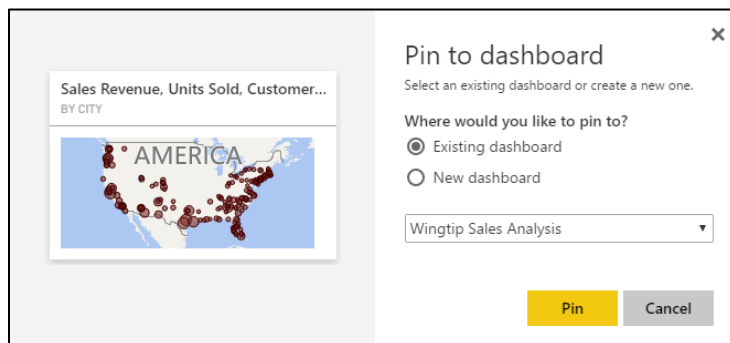 Sales Revenue, Units Sold, Customer...
BY CITY
AMERICA
Pin to dashboard
Select an existing dashboard or create a new one.
Where would you like to pin to?
Existing dashboard
New dashboard
Wingtip Sales Analysis
Pin
Cancel